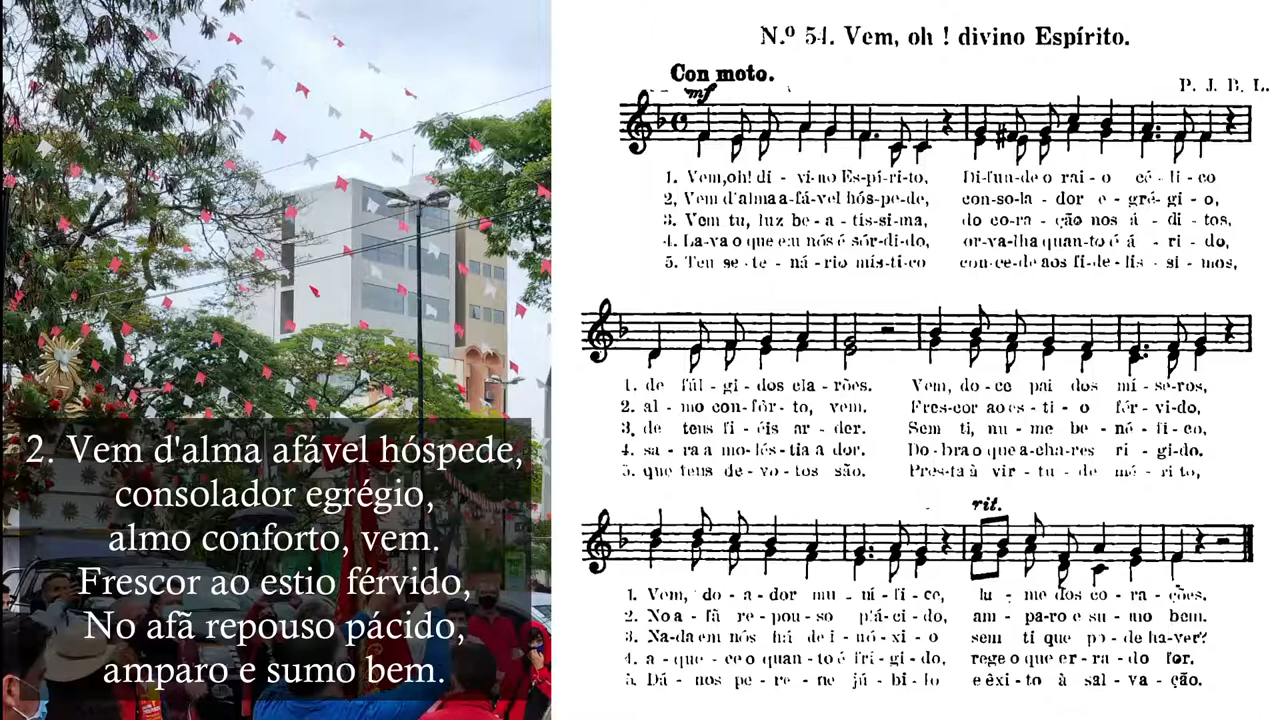 2. Vem d'alma afável hóspede,
consolador egrégio,
almo conforto, vem.
Frescor ao estio férvido,
No afã repouso pácido,
amparo e sumo bem.
N.º 54. Vem, oh ! divino Espírito.
Con moto.
P. J. B. L.
mf
1. Vem,oh! di - vi-no Es-pí-ri-to, Di-fun-de o rai - o cé - li - co
2, Vem d'alma a-fá-vel hós-pe-de, con-so-la - dor e - gré- gi - o,
3. Vem tu, luz be - a - tís-si-ma, do co-ra - ção nos á - di - tos,
4. La-va o que em nós é sór-di-do, or-va-lha quan-to é á - ri - do,
5. Teu se - te - ná - rio mís-ti-co con-ce-de aos fi-de - lís - si - mos,
1. de fúl - gi - dos cla - rões. Vem, do - ce pai dos mí - se-ros,
2. al - mo con-fôr - to, vem. Fres-cor ao es - ti - o fér - vi-do,
3, de teus fi - éis ar - der. Sem ti, nu - me be - né - fi - co,
4. sa - ra a mo-lés-tia a dor. Do-bra o que a-cha-res rí - gi-do.
5. que teus de - vo - tos são. Pres-ta à vir - tu - de mé - ri to,
rit.
1. Vem, do - a - dor mu - ní - fi - ce, lu - me dos co - ra - ções.
2. No a - fã re - pou - so plá - ci - do, am - pa-ro e su - mo bem.
3. Na-da em nós há de i - nó - xi - o sem ti que po - de ha-ver?
4. a - que - ce o quan - to é frí - gi - do, rege o que er - ra - do for.
5. Dá - nos pe - re - ne jú - bi - lo e êxi - to à sal - va - ção.